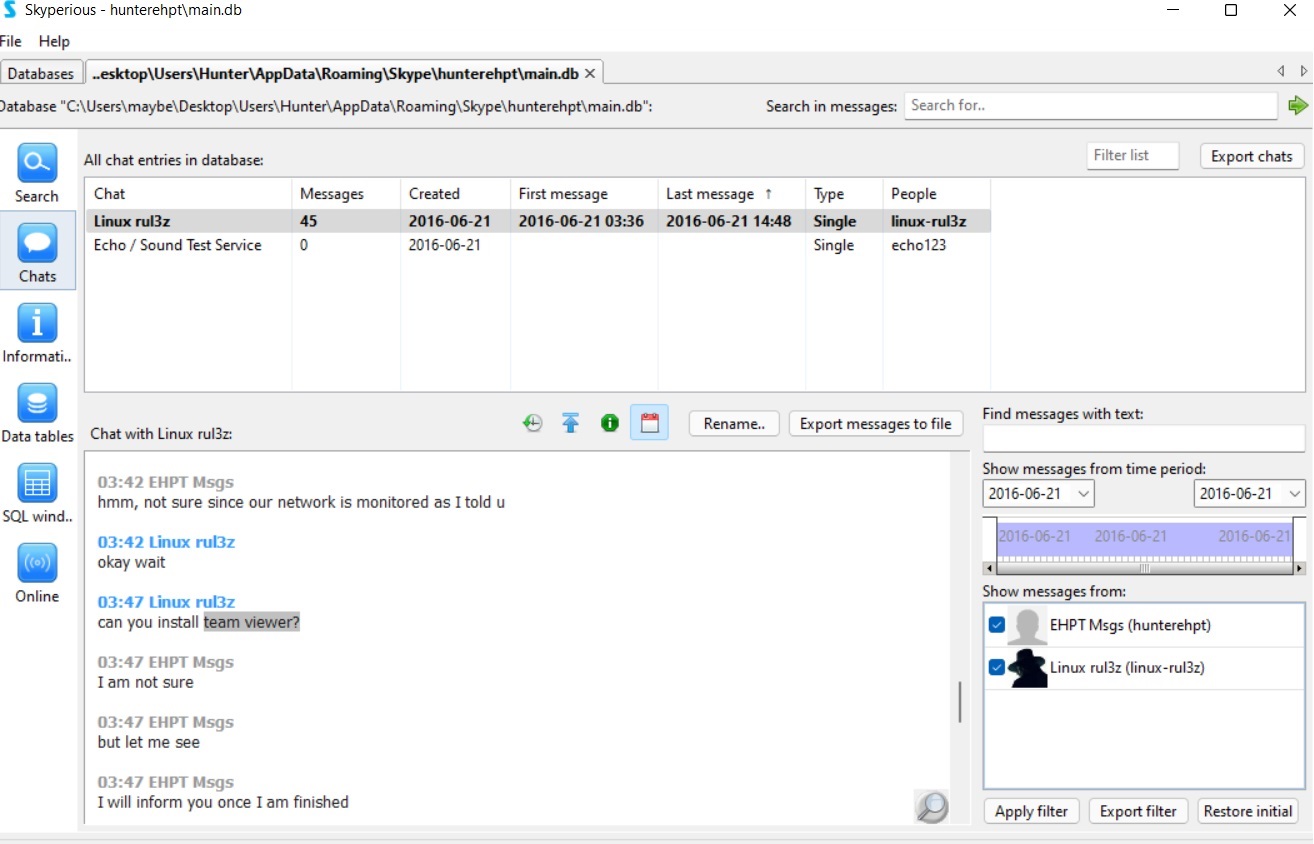 Skyperious - hunterehpt\main.db
File Help
Databases ..esktop\Users\Hunter\AppData\Roaming\Skype\hunterehpt\main.db
Database "C:\Users\maybe\Desktop\Users\Hunter\AppData\Roaming\Skype\hunterehpt\main.db": Search in messages: Search for..
Search
Chats
Informati..
Data tables
SQL wind..
Online
All chat entries in database: Filter list Export chats
Chat Messages Created First message Last message ↑ Type People
Linux rul3z 45 2016-06-21 2016-06-21 03:36 2016-06-21 14:48 Single linux-rul3z
Echo / Sound Test Service 0 2016-06-21 Single echo123
Chat with Linux rul3z: Rename.. Export messages to file
03:42 EHPT Msgs
hmm, not sure since our network is monitored as I told u
03:42 Linux rul3z
okay wait
03:47 Linux rul3z
can you install team viewer?
03:47 EHPT Msgs
I am not sure
03:47 EHPT Msgs
but let me see
03:47 EHPT Msgs
I will inform you once I am finished
Find messages with text:
Show messages from time period:
2016-06-21 2016-06-21
2016-06-21 2016-06-21 2016-06-21
Show messages from:
EHPT Msgs (hunterehpt)
Linux rul3z (linux-rul3z)
Apply filter Export filter Restore initial